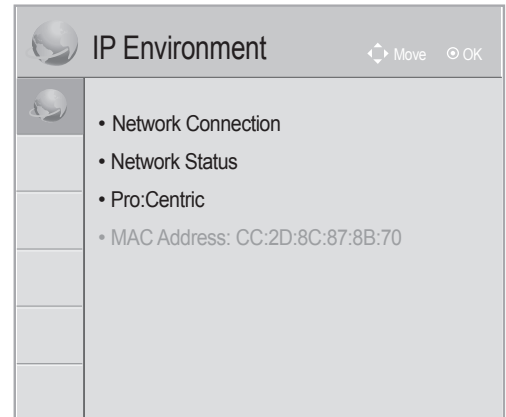 IP Environment
Move OK
• Network Connection
• Network Status
• Pro:Centric
• MAC Address: CC:2D:8C:87:8B:70